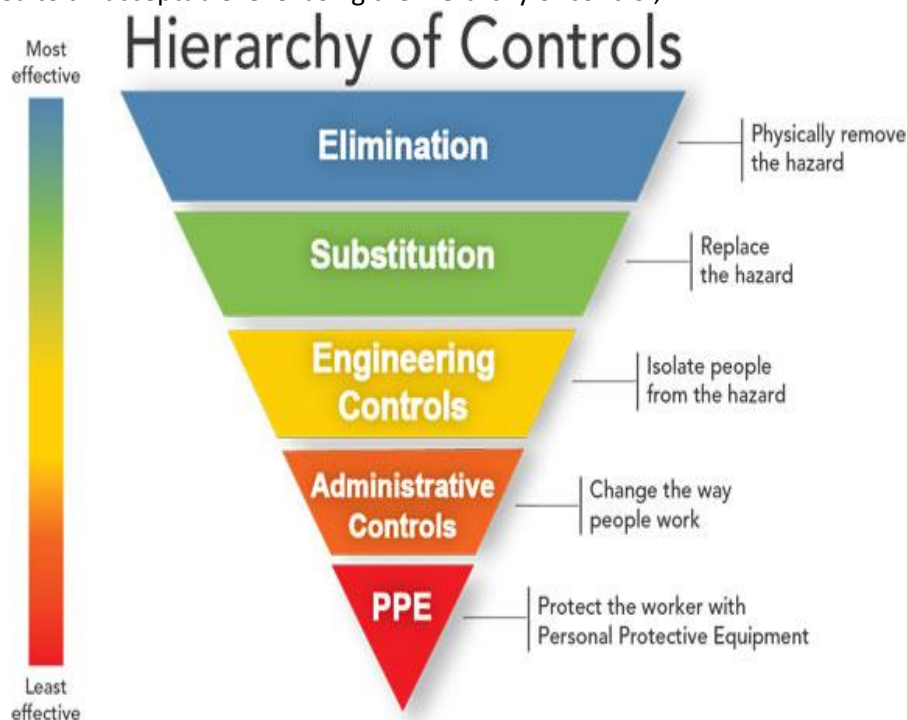 Hierarchy of Controls
Most
effective
Elimination
Physically remove
the hazard
Substitution
Replace
the hazard
Engineering
Controls
Isolate people
from the hazard
Administrative
Controls
Change the way
people work
PPE
Protect the worker with
Personal Protective Equipment
Least
effective